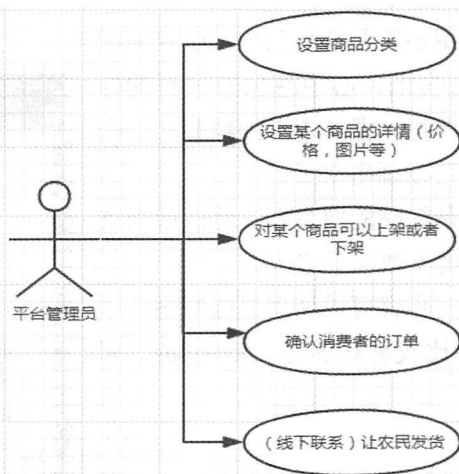 设置商品分类
设置某个商品的详情（价
格，图片等）
对某个商品可以上架或者
下架
平台管理员
确认消费者的订单
（线下联系）让农民发货